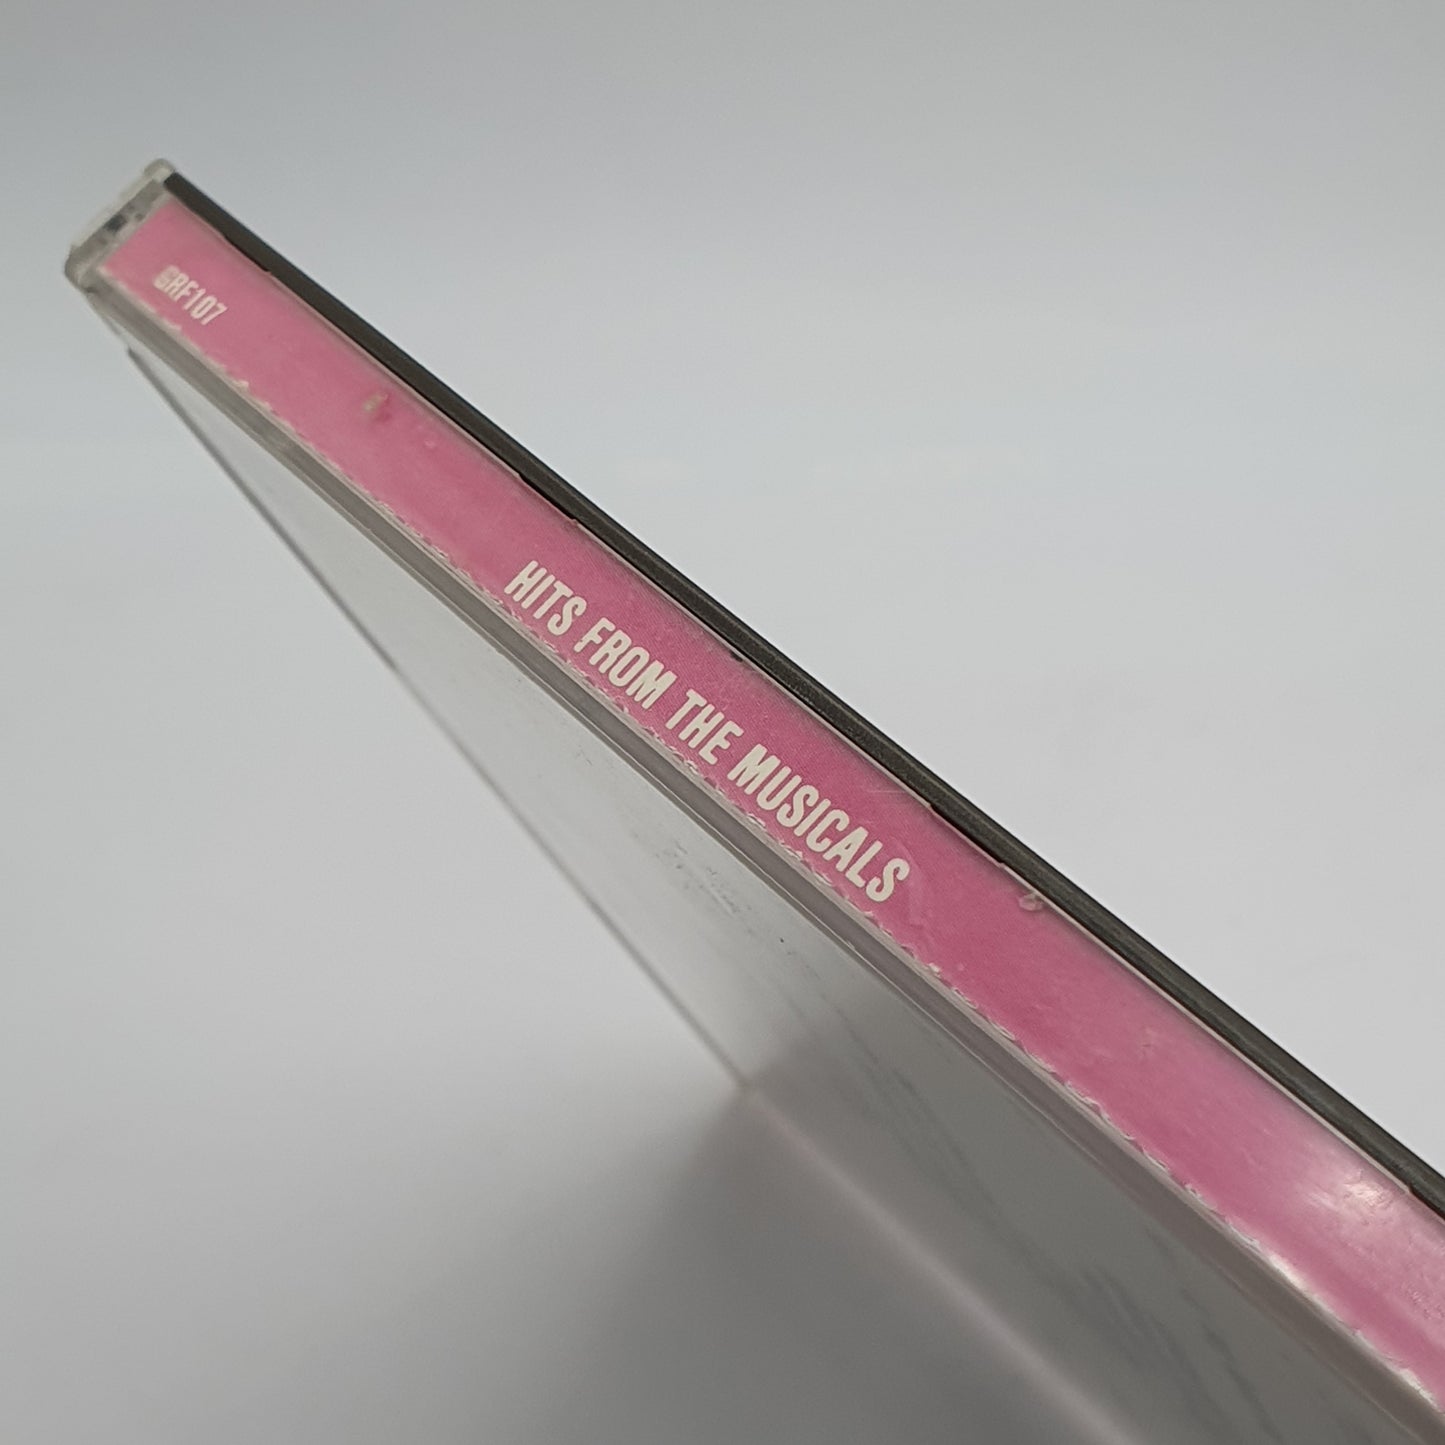 GRF107
HITS FROM THE MUSICALS